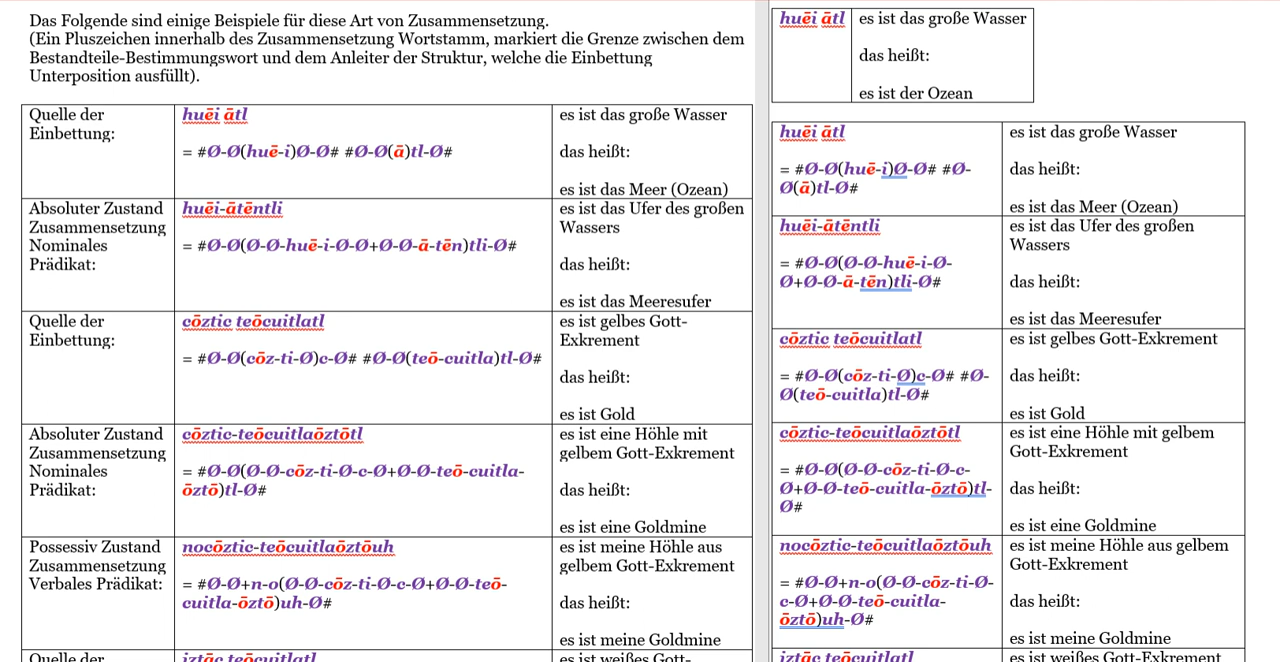 Das Folgende sind einige Beispiele für diese Art von Zusammensetzung.
(Ein Pluszeichen innerhalb des Zusammensetzung Wortstamm, markiert die Grenze zwischen dem
Bestandteile-Bestimmungswort und dem Anleiter der Struktur, welche die Einbettung
Unterposition ausfüllt).
Quelle der
Einbettung:
huēi ātl
= #Ø-Ø(huē-i)Ø-Ø# #Ø-Ø(ā)tl-Ø#
es ist das große Wasser
das heißt:
es ist das Meer (Ozean)
Absoluter Zustand
Zusammensetzung
Nominales
Prädikat:
huēi-ātēntli
= #Ø-Ø(Ø-Ø-huē-i-Ø-Ø+Ø-Ø-ā-tēn)tli-Ø#
es ist das Ufer des großen
Wassers
das heißt:
es ist das Meeresufer
Quelle der
Einbettung:
cōztic teōcuitlatl
= #Ø-Ø(cōz-ti-Ø)c-Ø# #Ø-Ø(teō-cuitla)tl-Ø#
es ist gelbes Gott-
Exkrement
das heißt:
es ist Gold
Absoluter Zustand
Zusammensetzung
Nominales
Prädikat:
cōztic-teōcuitlaōztōtl
= #Ø-Ø(Ø-Ø-cōz-ti-Ø-c-Ø+Ø-Ø-teō-cuitla-
ōztō)tl-Ø#
es ist eine Höhle mit
gelbem Gott-Exkrement
das heißt:
es ist eine Goldmine
Possessiv Zustand
Zusammensetzung
Verbales Prädikat:
nocōztic-teōcuitlaōztōuh
= #Ø-Ø+n-o(Ø-Ø-cōz-ti-Ø-c-Ø+Ø-Ø-teō-
cuitla-ōztō)uh-Ø#
es ist meine Höhle aus
gelbem Gott-Exkrement
das heißt:
es ist meine Goldmine
Quelle der
iztāc teōcuitlatl
es ist weißes Gott-
huēi ātl
es ist das große Wasser
das heißt:
es ist der Ozean
huēi ātl
= #Ø-Ø(huē-i)Ø-Ø# #Ø-
Ø(ā)tl-Ø#
es ist das große Wasser
das heißt:
es ist das Meer (Ozean)
huēi-ātēntli
= #Ø-Ø(Ø-Ø-huē-i-Ø-
Ø+Ø-Ø-ā-tēn)tli-Ø#
es ist das Ufer des großen
Wassers
das heißt:
es ist das Meeresufer
cōztic teōcuitlatl
= #Ø-Ø(cōz-ti-Ø)c-Ø# #Ø-
Ø(teō-cuitla)tl-Ø#
es ist gelbes Gott-Exkrement
das heißt:
es ist Gold
cōztic-teōcuitlaōztōtl
= #Ø-Ø(Ø-Ø-cōz-ti-Ø-c-
Ø+Ø-Ø-teō-cuitla-ōztō)tl-
Ø#
es ist eine Höhle mit gelbem
Gott-Exkrement
das heißt:
es ist eine Goldmine
nocōztic-teōcuitlaōztōuh
= #Ø-Ø+n-o(Ø-Ø-cōz-ti-Ø-
c-Ø+Ø-Ø-teō-cuitla-
ōztō)uh-Ø#
es ist meine Höhle aus gelbem
Gott-Exkrement
das heißt:
es ist meine Goldmine
iztāc teōcuitlatl
es ist weißes Gott-Exkrement